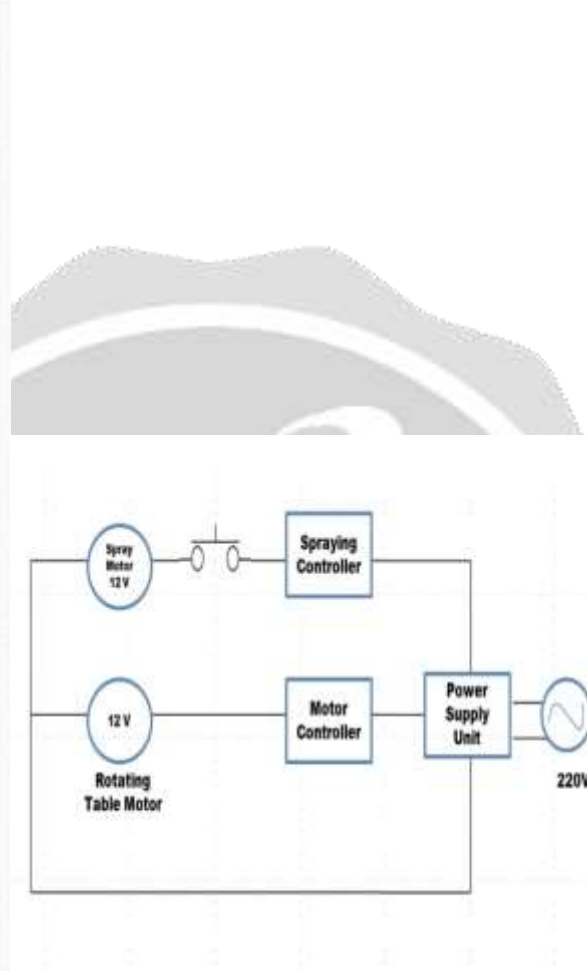 Spray
Motor
12 V
Spraying
Controller
12 V
Rotating
Table Motor
Motor
Controller
Power
Supply
Unit
220V